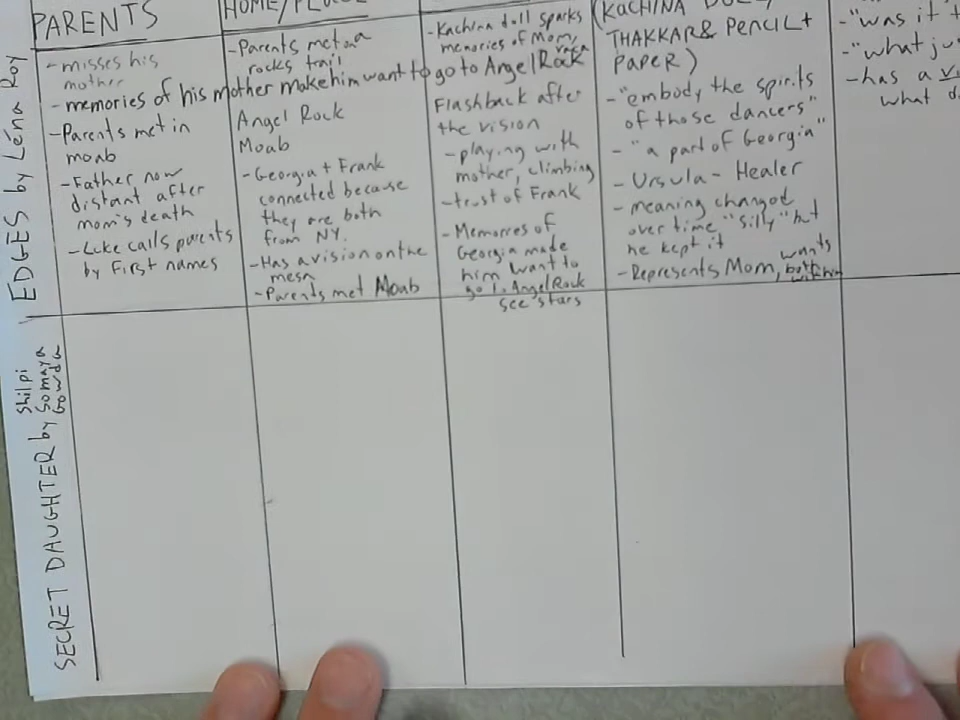 PARENTS
HOME/
EDGES by Léna Roy
- misses his
mother
- memories of his mother make him want to go to Angel Rock
- Parents met in
moab
- Father now
distant after
mom's death
- Luke calls parents
by First names
- Parents met on a
rocks trail
Angel Rock
Moab
- Georgia + Frank
connected because
they are both
from NY.
- Has a vision on the
mesa
- Parents met Moab
- Kachina doll sparks
memories of Mom,
Flashback after
the vision
- playing with
mother, climbing
- trust of Frank
- Memories of
Georgia made
him want to
go to Angel Rock
see stars
(KACHINA
THAKKAR & PENCIL +
PAPER)
- "embody the spirits
of those dancers"
- "a part of Georgia"
- Ursula - Healer
- meaning changed
over time, "silly" but
he kept it
- Represents Mom, wants
both
- "was it
- "what
- has a
what
SECRET DAUGHTER by Shilpi
Somaya
Gowda